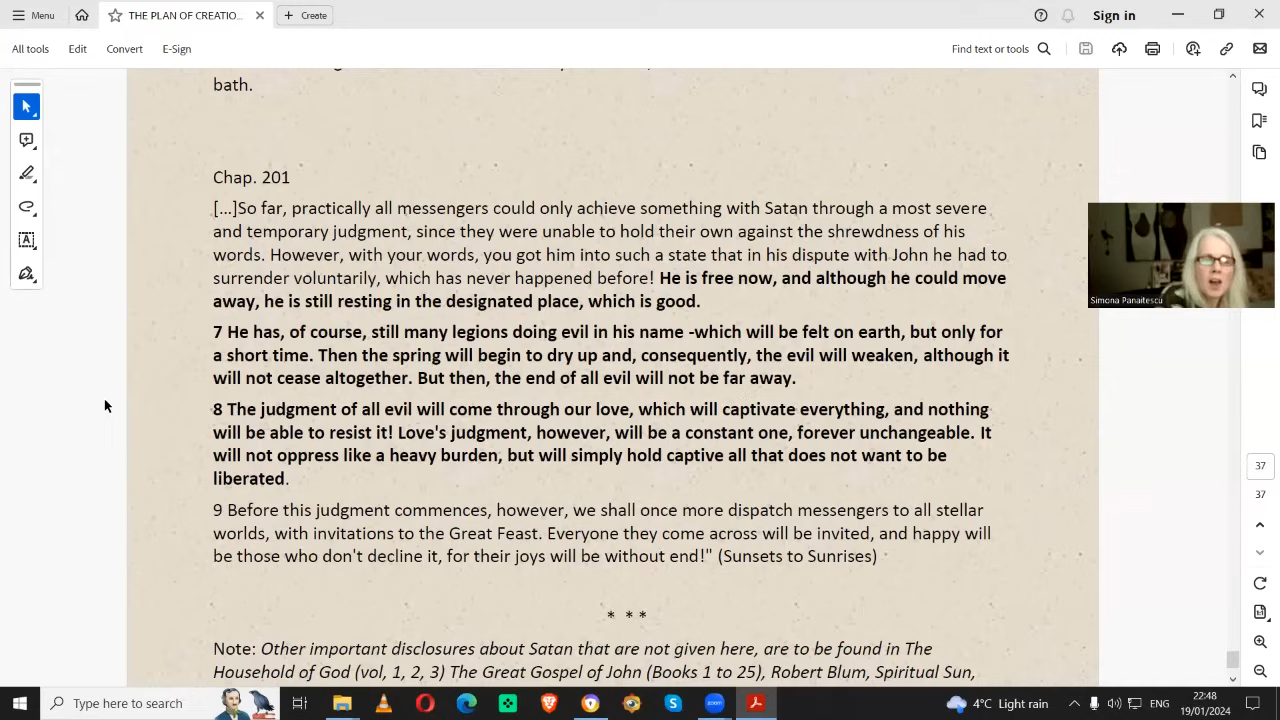 Menu
THE PLAN OF CREATIO...
Create
Sign in
All tools
Edit
Convert
E-Sign
Find text or tools
bath.
Chap. 201
[...]So far, practically all messengers could only achieve something with Satan through a most severe
and temporary judgment, since they were unable to hold their own against the shrewdness of his
words. However, with your words, you got him into such a state that in his dispute with John he had to
surrender voluntarily, which has never happened before! He is free now, and although he could move
away, he is still resting in the designated place, which is good.
7 He has, of course, still many legions doing evil in his name -which will be felt on earth, but only for
a short time. Then the spring will begin to dry up and, consequently, the evil will weaken, although it
will not cease altogether. But then, the end of all evil will not be far away.
8 The judgment of all evil will come through our love, which will captivate everything, and nothing
will be able to resist it! Love's judgment, however, will be a constant one, forever unchangeable. It
will not oppress like a heavy burden, but will simply hold captive all that does not want to be
liberated.
9 Before this judgment commences, however, we shall once more dispatch messengers to all stellar
worlds, with invitations to the Great Feast. Everyone they come across will be invited, and happy will
be those who don't decline it, for their joys will be without end!" (Sunsets to Sunrises)
* * *
Note: Other important disclosures about Satan that are not given here, are to be found in The
Household of God (vol, 1, 2, 3) The Great Gospel of John (Books 1 to 25), Robert Blum, Spiritual Sun,
Simona Panaitescu
37
37
Type here to search
zoom
4°C Light rain
ENG
22:48
19/01/2024